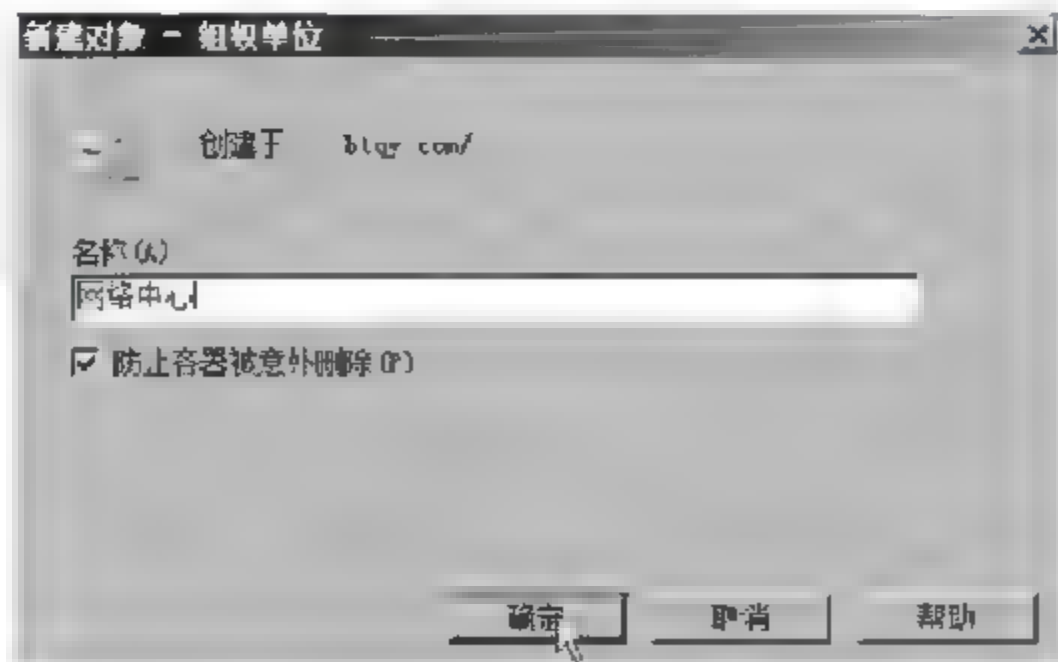 新建对象 - 组织单位
创建于 btqy.com/
名称(A)
网络中心
防止容器被意外删除(P)
确定 取消 帮助